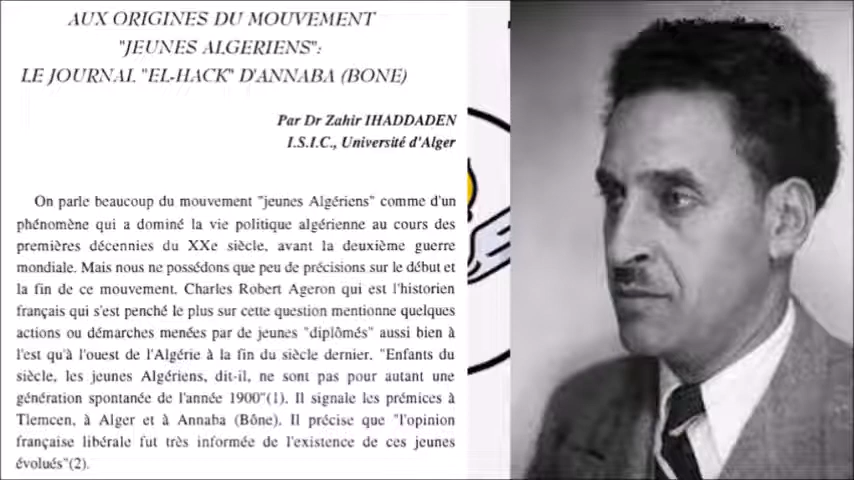 AUX ORIGINES DU MOUVEMENT
"JEUNES ALGERIENS":
LE JOURNAL "EL-HACK" D'ANNABA (BONE)
Par Dr Zahir IHADDADEN
I.S.I.C., Université d'Alger
On parle beaucoup du mouvement "jeunes Algériens" comme d'un
phénomène qui a dominé la vie politique algérienne au cours des
premières décennies du XXe siècle, avant la deuxième guerre
mondiale. Mais nous ne possédons que peu de précisions sur le début et
la fin de ce mouvement. Charles Robert Ageron qui est l'historien
français qui s'est penché le plus sur cette question mentionne quelques
actions ou démarches menées par de jeunes "diplômés" aussi bien à
l'est qu'à l'ouest de l'Algérie à la fin du siècle dernier. "Enfants du
siècle, les jeunes Algériens, dit-il, ne sont pas pour autant une
génération spontanée de l'année 1900"(1). Il signale les prémices à
Tlemcen, à Alger et à Annaba (Bône). Il précise que "l'opinion
française libérale fut très informée de l'existence de ces jeunes
évolués"(2).